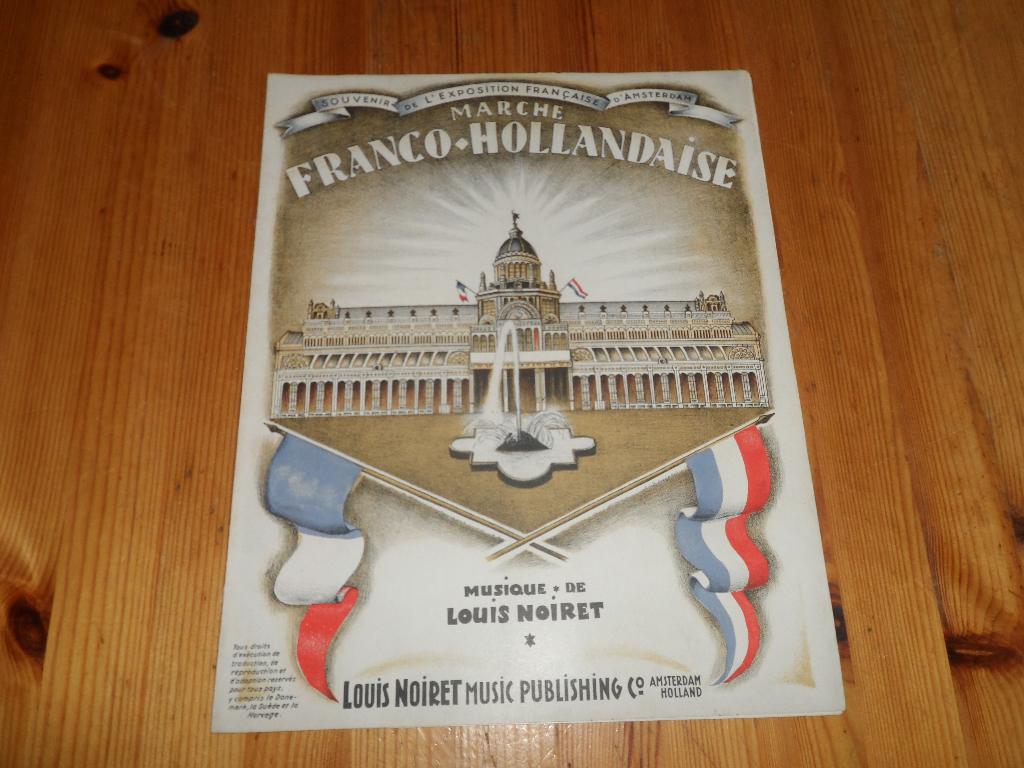 SOUVENIR DE L'EXPOSITION FRANÇAISE D'AMSTERDAM
MARCHE
FRANCO-HOLLANDAISE
MUSIQUE * DE
LOUIS NOIRET
Tous droits
d'exécution de
traduction, de
reproduction et
d'adaption reservés
pour tous pays,
y compris le Dane-
mark, la Suède et la
Norvege.
LOUIS NOIRET MUSIC PUBLISHING Co
AMSTERDAM
HOLLAND